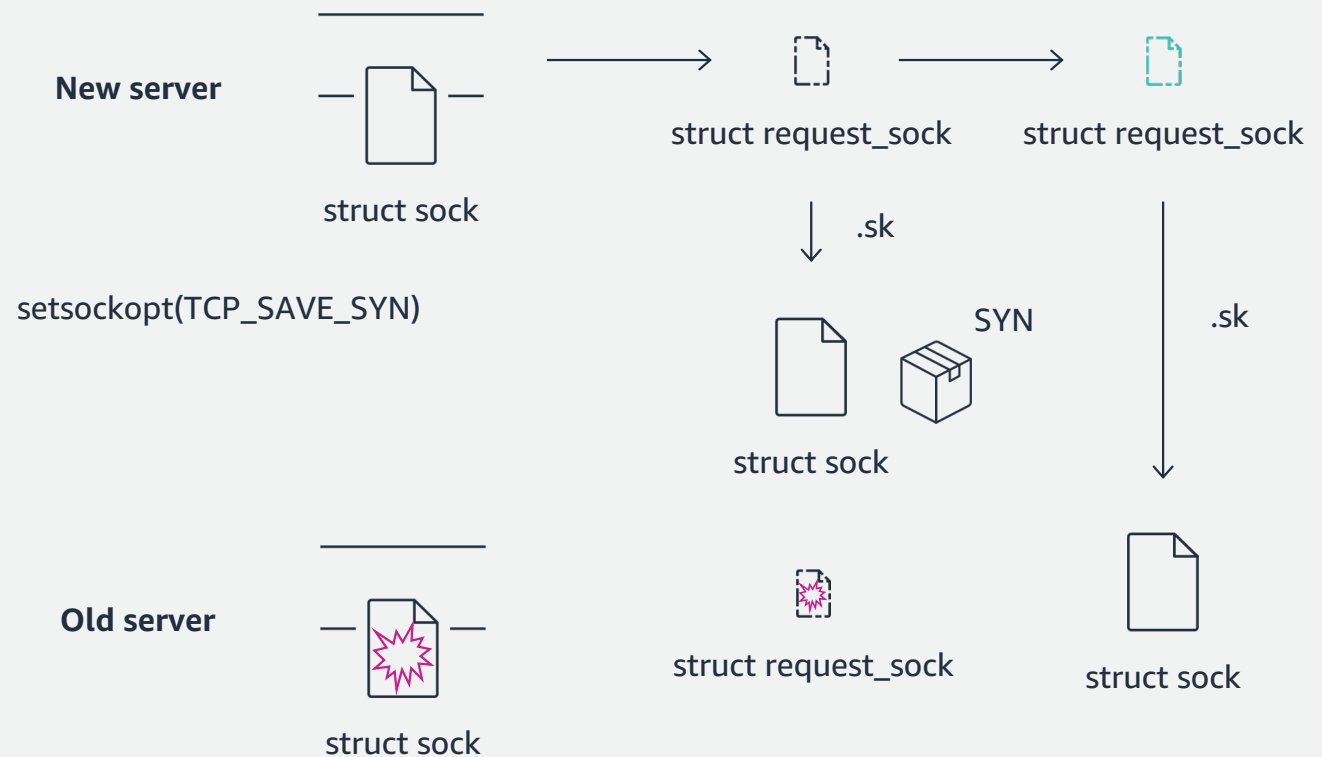 New server
struct request_sock
struct request_sock
struct sock
.sk
setsockopt(TCP_SAVE_SYN)
SYN
.sk
struct sock
Old server
struct request_sock
struct sock
struct sock